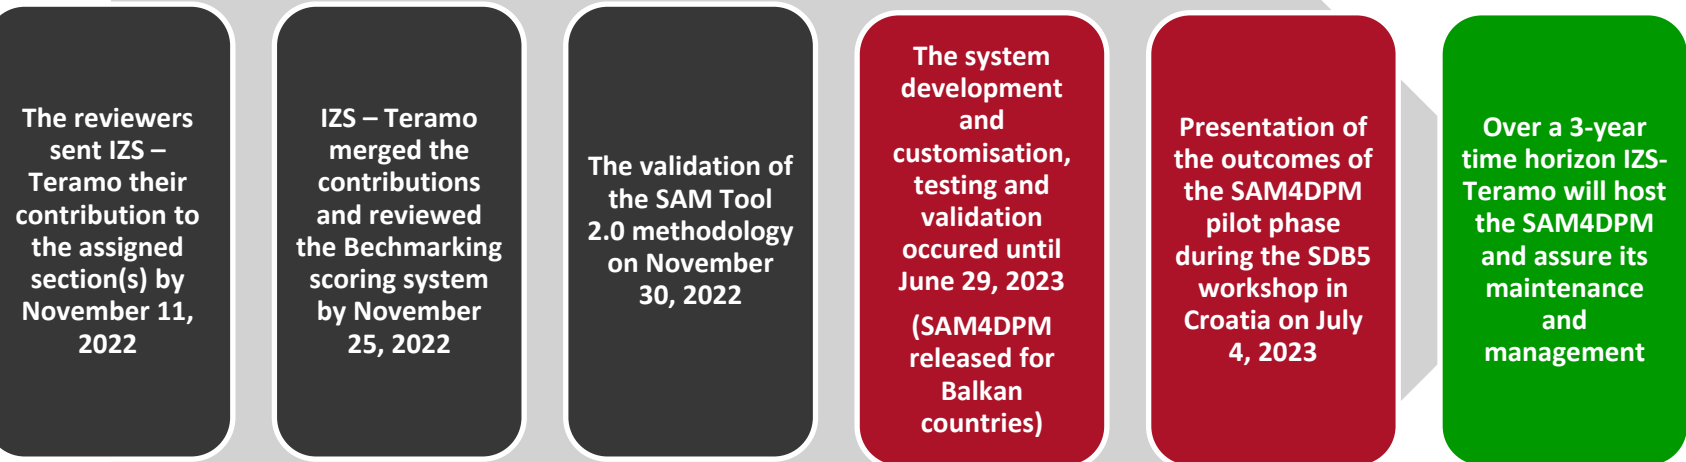 The reviewers
sent IZS –
Teramo their
contribution to
the assigned
section(s) by
November 11,
2022
IZS – Teramo
merged the
contributions
and reviewed
the Bechmarking
scoring system
by November
25, 2022
The validation of
the SAM Tool
2.0 methodology
on November
30, 2022
The system
development
and
customisation,
testing and
validation
occured until
June 29, 2023
(SAM4DPM
released for
Balkan
countries)
Presentation of
the outcomes of
the SAM4DPM
pilot phase
during the SDB5
workshop in
Croatia on July
4, 2023
Over a 3-year
time horizon IZS-
Teramo will host
the SAM4DPM
and assure its
maintenance
and
management